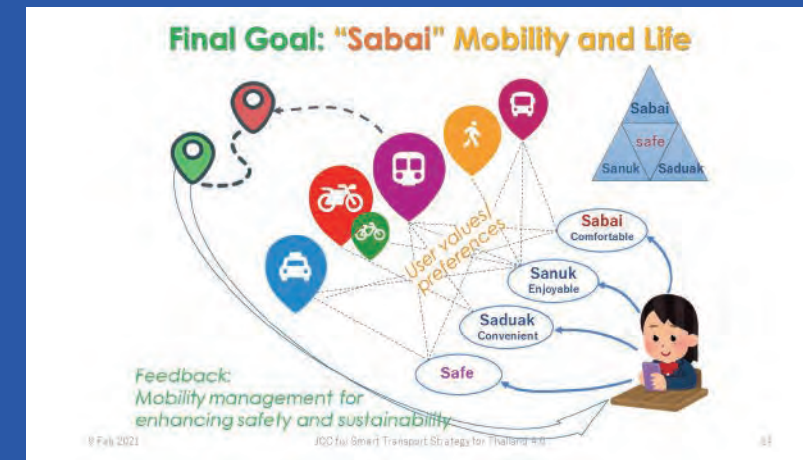 Final Goal: "Sabai" Mobility and Life
Sabai
safe
Sanuk Saduak
User values/
preferences
Sabai
Comfortable
Sanuk
Enjoyable
Saduak
Convenient
Safe
Feedback:
Mobility management for
enhancing safety and sustainability
Feb 2021
JCC for Smart Transport Strategy for Thailand 4.0